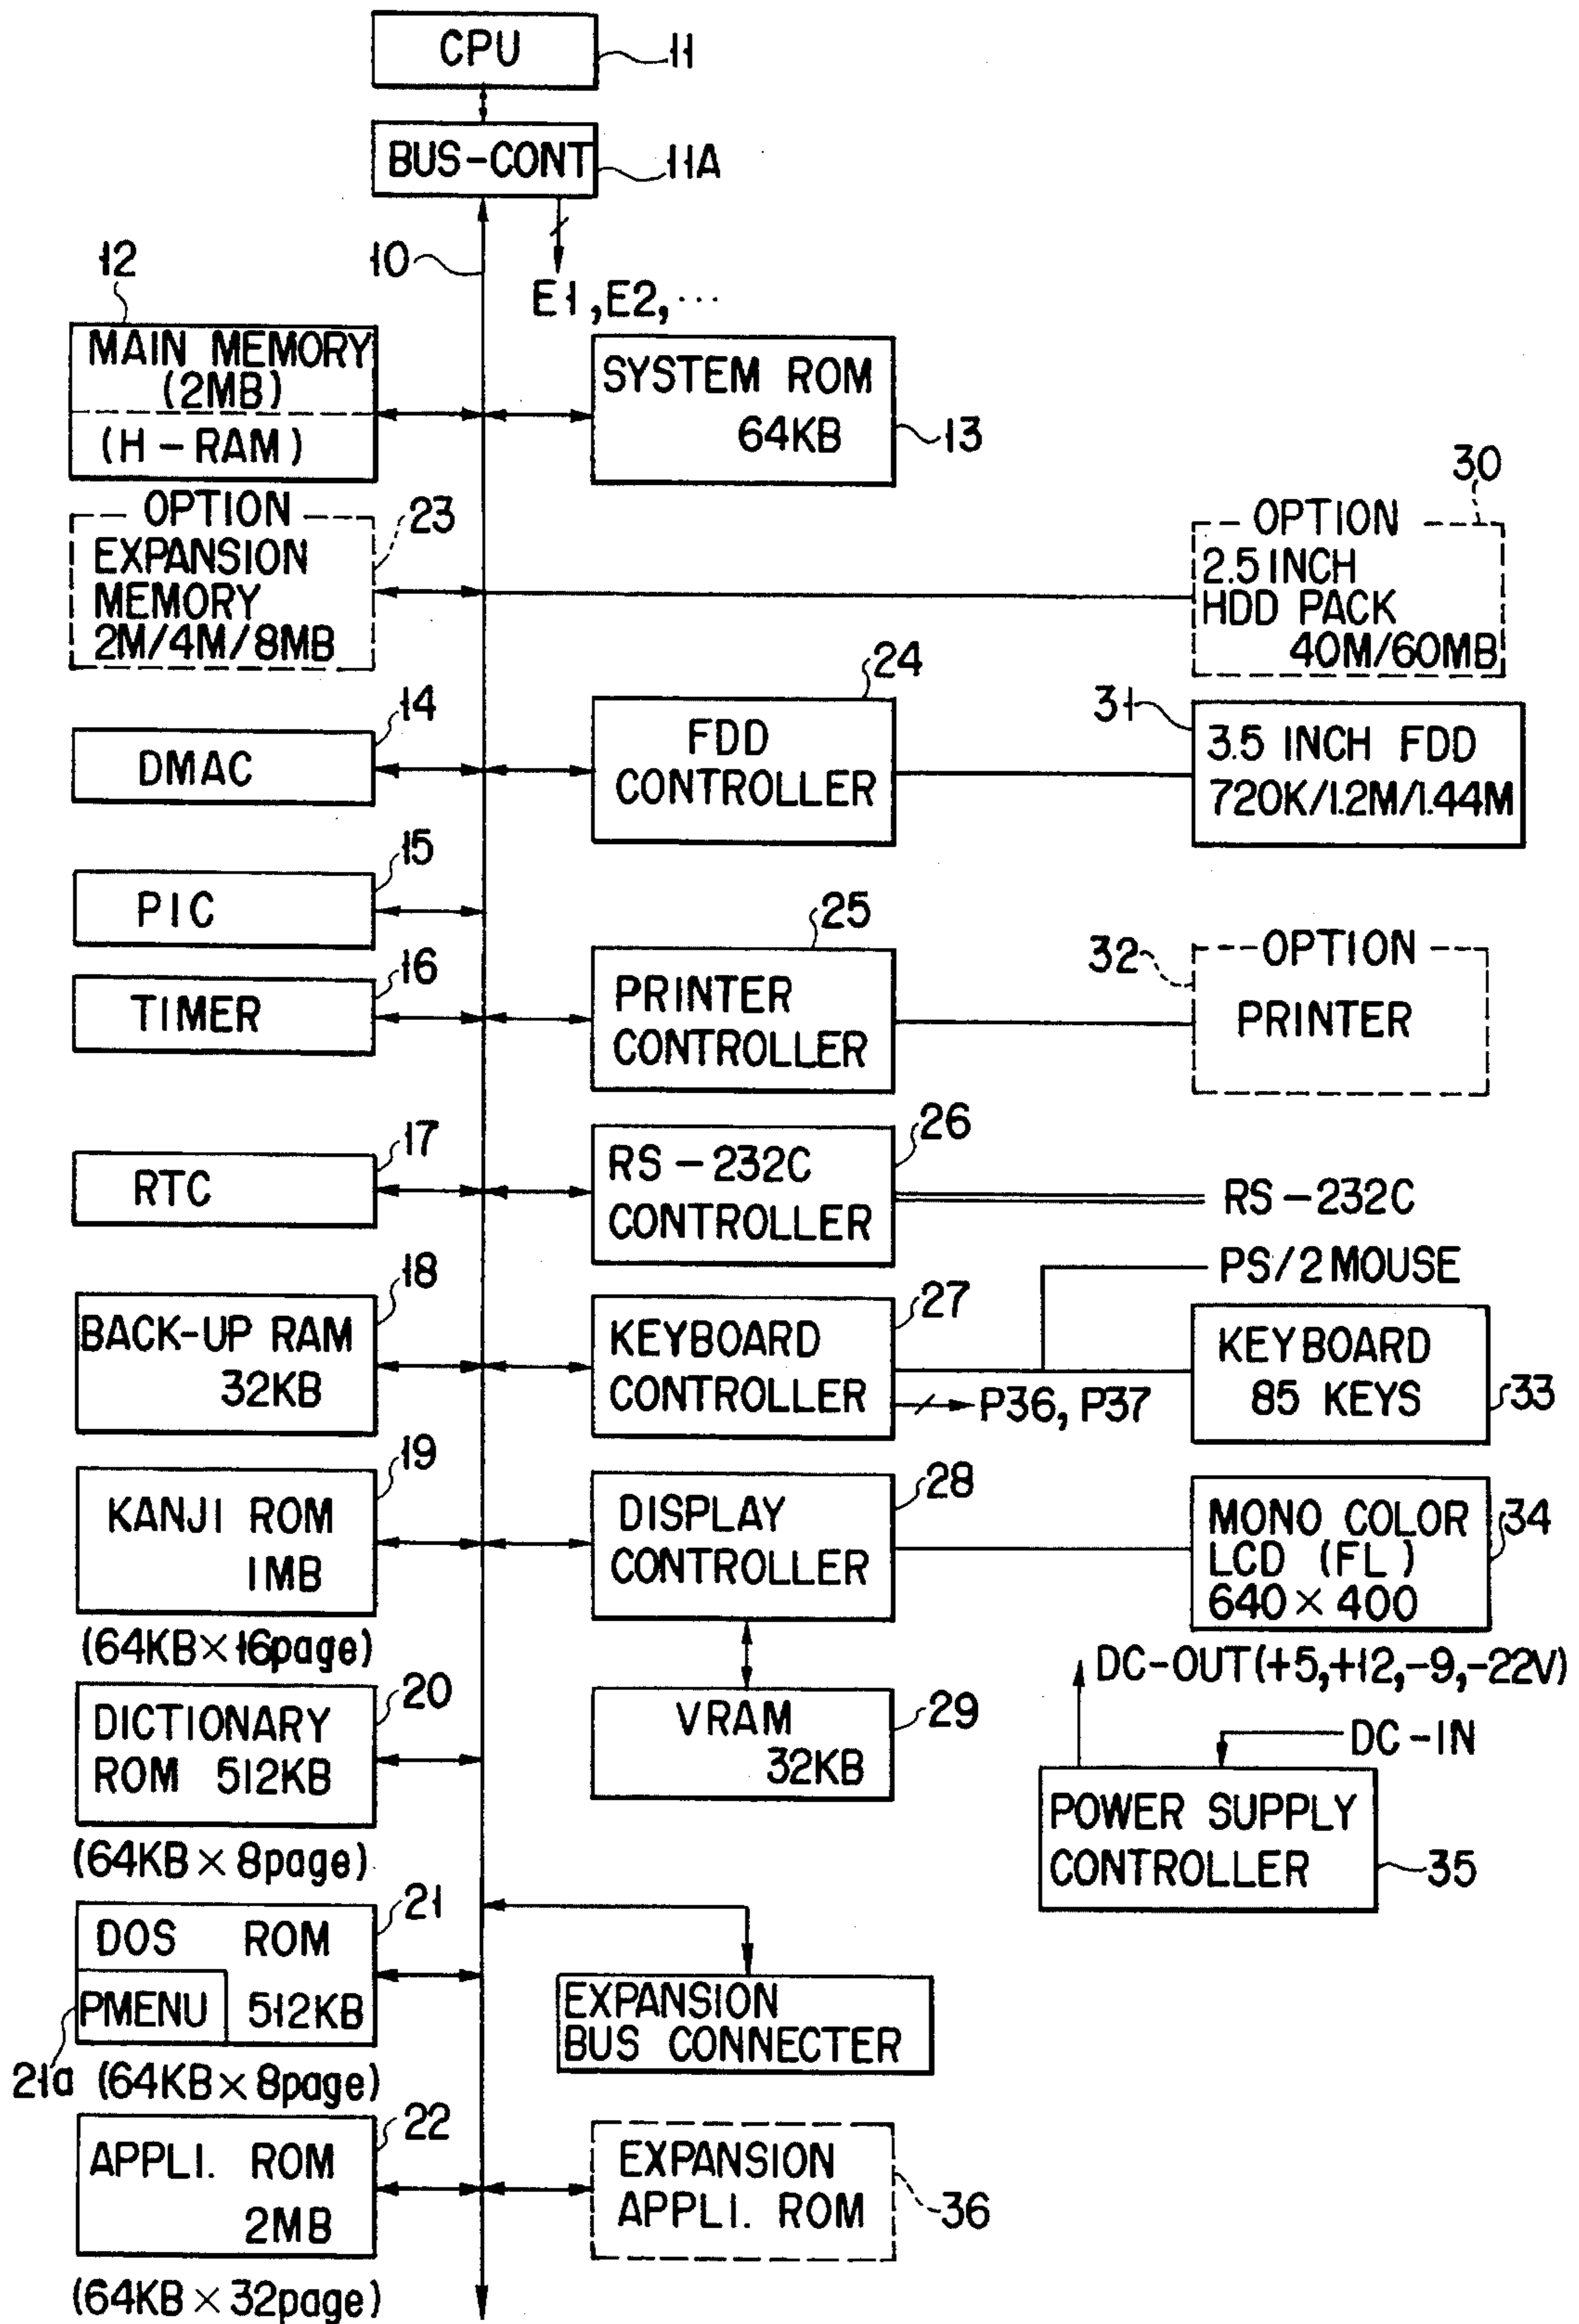 CPU
11
BUS-CONT
11A
10
E1, E2, ...
12
MAIN MEMORY
(2MB)
(H-RAM)
SYSTEM ROM
64KB
13
OPTION
23
EXPANSION
MEMORY
2M/4M/8MB
30
OPTION
2.5 INCH
HDD PACK
40M/60MB
14
DMAC
24
FDD
CONTROLLER
31
3.5 INCH FDD
720K/1.2M/1.44M
15
PIC
16
TIMER
25
PRINTER
CONTROLLER
32
OPTION
PRINTER
17
RTC
26
RS-232C
CONTROLLER
RS-232C
PS/2 MOUSE
18
BACK-UP RAM
32KB
27
KEYBOARD
CONTROLLER
P36, P37
KEYBOARD
85 KEYS
33
19
KANJI ROM
1MB
(64KB×16page)
28
DISPLAY
CONTROLLER
MONO COLOR
LCD (FL)
640×400
34
DC-OUT(+5,+12,-9,-22V)
20
DICTIONARY
ROM 512KB
(64KB×8page)
VRAM
32KB
29
DC-IN
POWER SUPPLY
CONTROLLER
35
21
DOS ROM
PMENU
512KB
21a
(64KB×8page)
EXPANSION
BUS CONNECTER
22
APPLI. ROM
2MB
(64KB×32page)
EXPANSION
APPLI. ROM
36